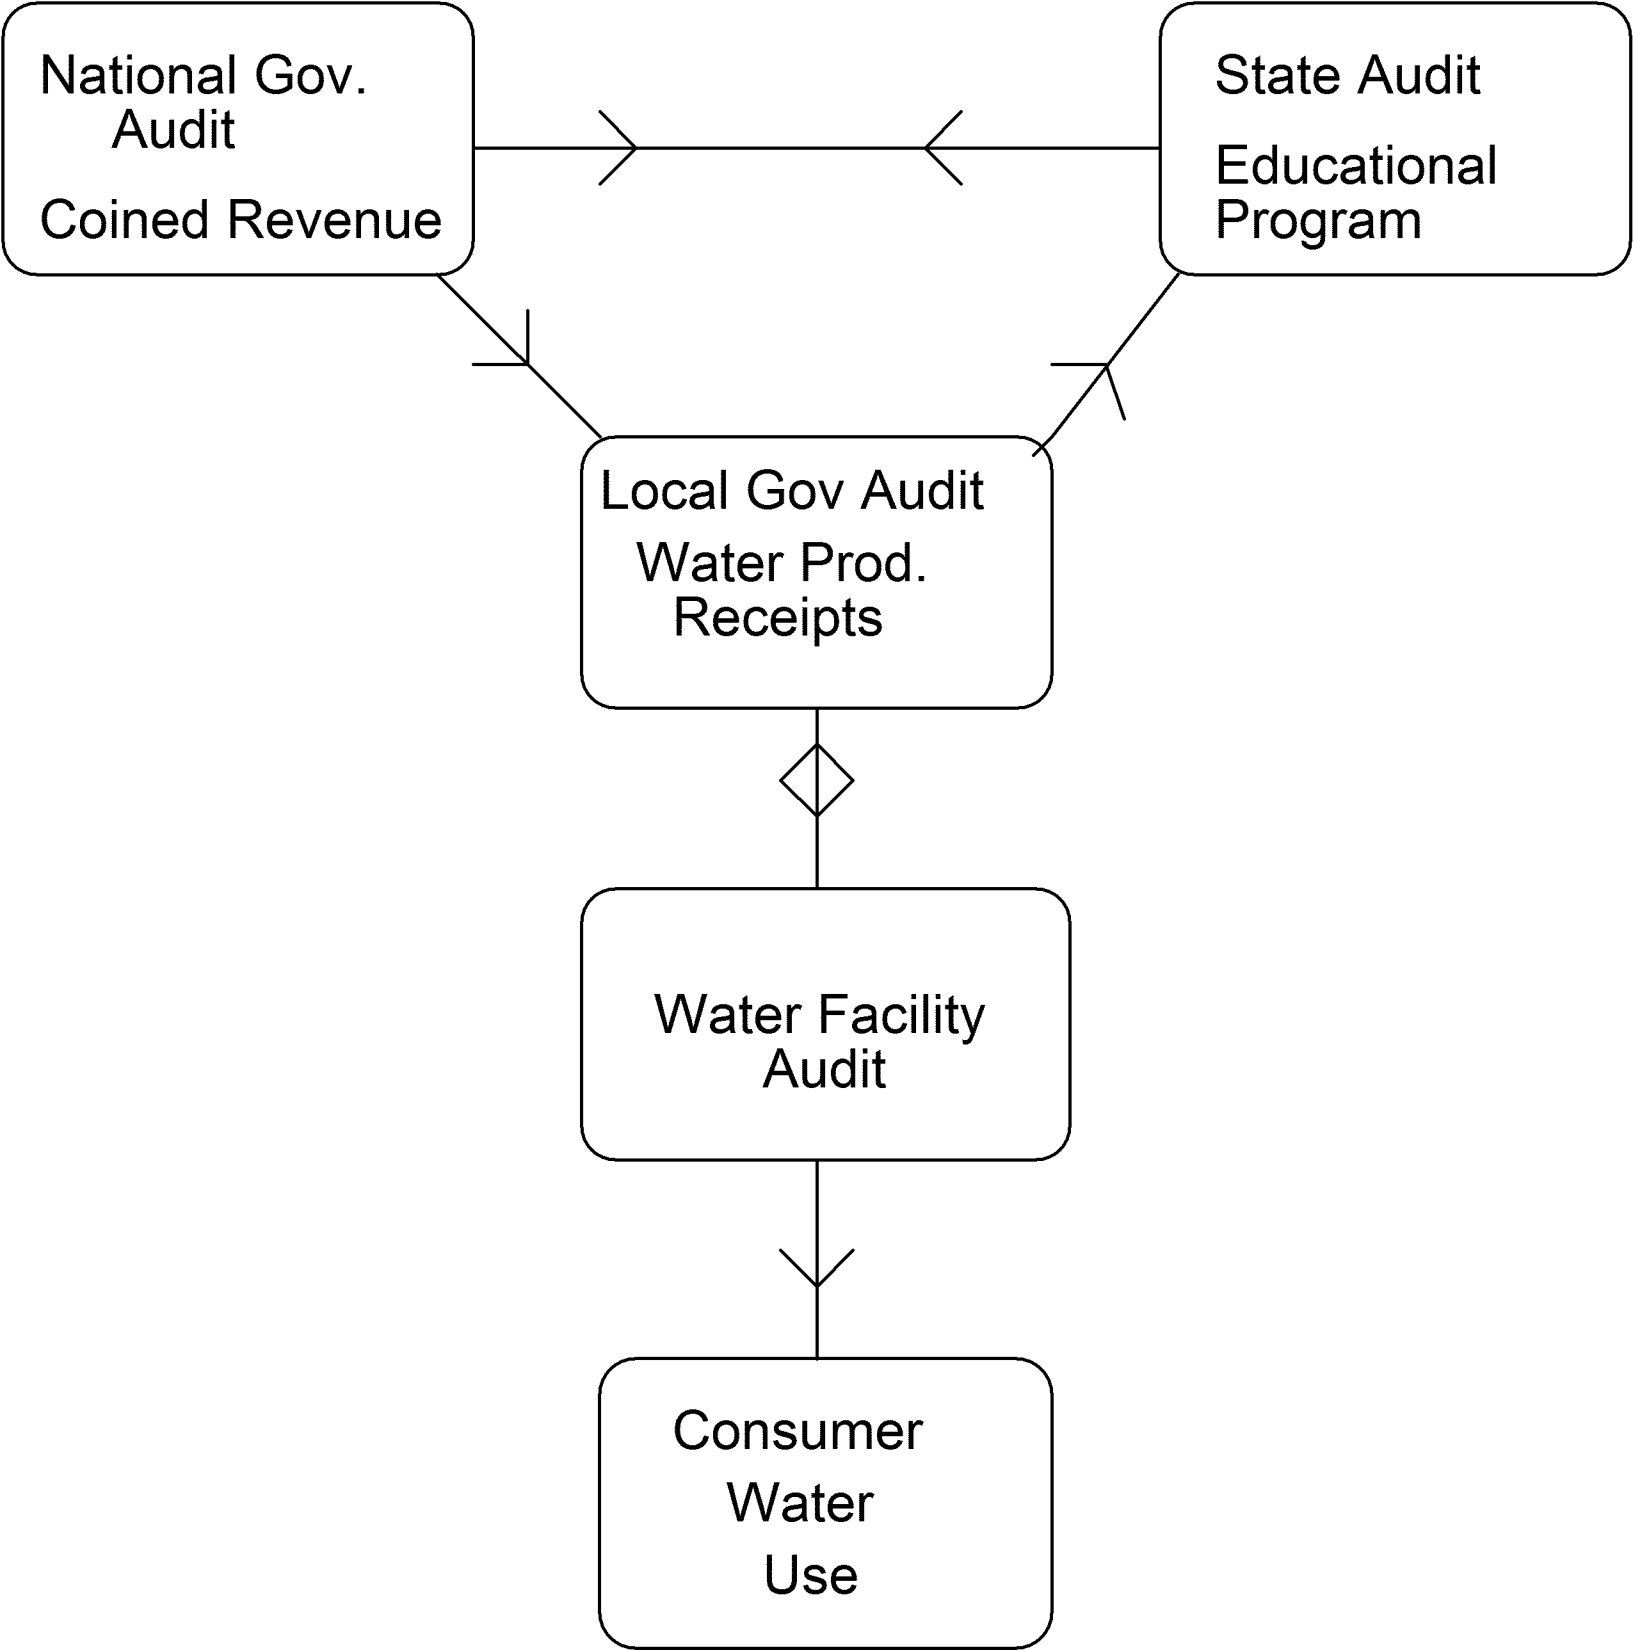 National Gov.
Audit
Coined Revenue
State Audit
Educational
Program
Local Gov Audit
Water Prod.
Receipts
Water Facility
Audit
Consumer
Water
Use